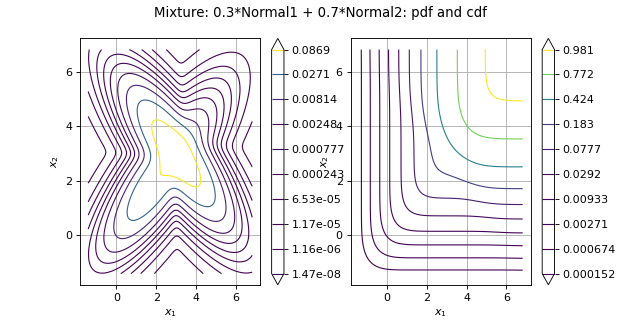 Mixture: 0.3*Normal1 + 0.7*Normal2: pdf and cdf
x₂
6
4
2
0
0 2 4 6
x₁
0.0869
0.0271
0.00814
0.00248
0.000777
0.000243
6.53e-05
1.17e-05
1.16e-06
1.47e-08
x₂
6
4
2
0
0 2 4 6
x₁
0.981
0.772
0.424
0.183
0.0777
0.0292
0.00933
0.00271
0.000674
0.000152